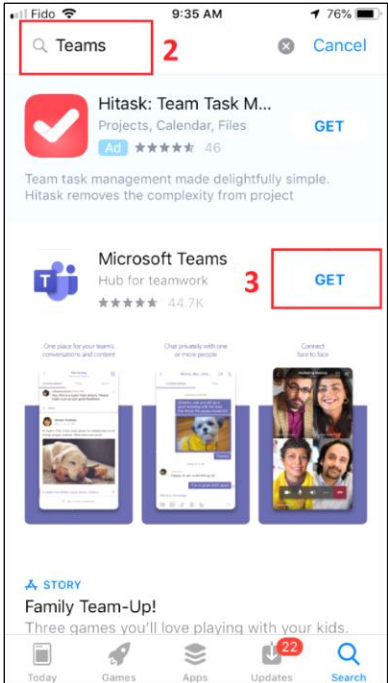 Fido 9:35 AM 76%
Teams 2 Cancel
Hitask: Team Task M...
Projects, Calendar, Files
GET
Ad 46
Team task management made delightfully simple.
Hitask removes the complexity from project
Microsoft Teams
Hub for teamwork
3 GET
44.7K
One place for your team's
conversations and content
Chat privately with one
or more people
Connect
face to face
STORY
Family Team-Up!
Three games you'll love playing with your kids.
22
Today Games Apps Updates Search